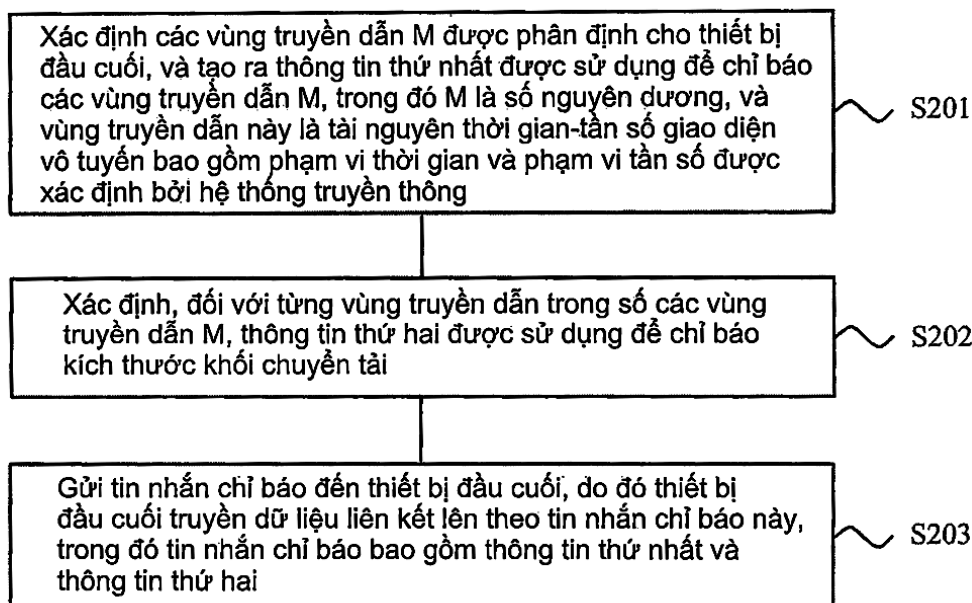 Xác định các vùng truyền dẫn M được phân định cho thiết bị
đầu cuối, và tạo ra thông tin thứ nhất được sử dụng để chỉ báo
các vùng truyền dẫn M, trong đó M là số nguyên dương, và
vùng truyền dẫn này là tài nguyên thời gian-tần số giao diện
vô tuyến bao gồm phạm vi thời gian và phạm vi tần số được
xác định bởi hệ thống truyền thông
S201
Xác định, đối với từng vùng truyền dẫn trong số các vùng
truyền dẫn M, thông tin thứ hai được sử dụng để chỉ báo
kích thước khối chuyển tải
S202
Gửi tin nhắn chỉ báo đến thiết bị đầu cuối, do đó thiết bị
đầu cuối truyền dữ liệu liên kết lên theo tin nhắn chỉ báo này,
trong đó tin nhắn chỉ báo bao gồm thông tin thứ nhất và
thông tin thứ hai
S203